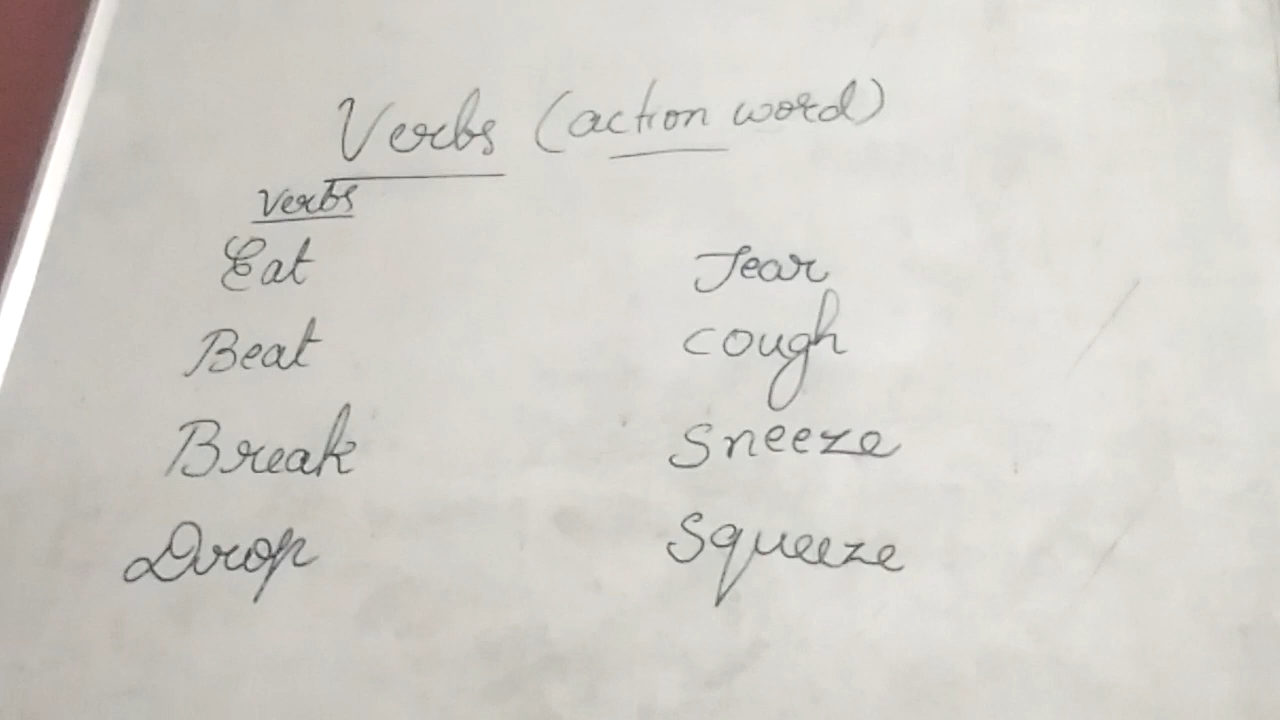 Verbs (action word)
Verbs
Eat Tear
Beat cough
Break Sneeze
Drop Squeeze